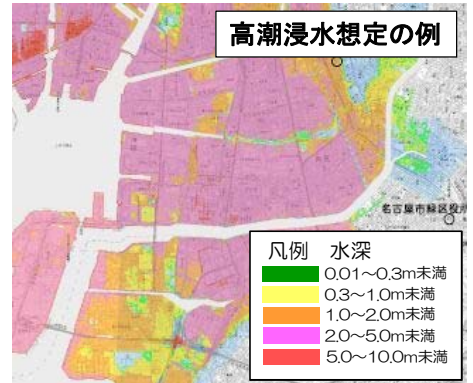 高潮浸水想定の例
名古屋市緑区役所
凡例 水深
0.01～0.3m未満
0.3～1.0m未満
1.0～2.0m未満
2.0～5.0m未満
5.0～10.0m未満